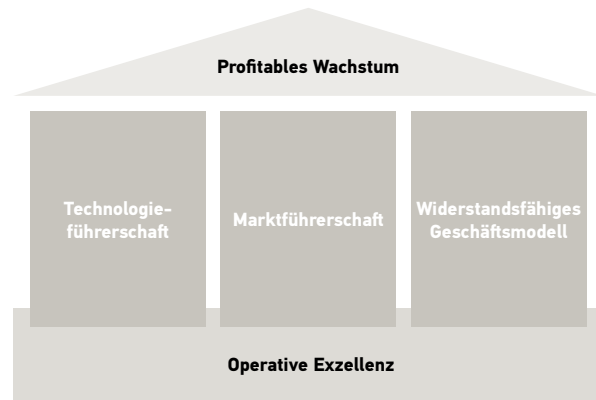 Profitables Wachstum
Technologie-
führerschaft
Marktführerschaft
Widerstandsfähiges
Geschäftsmodell
Operative Exzellenz